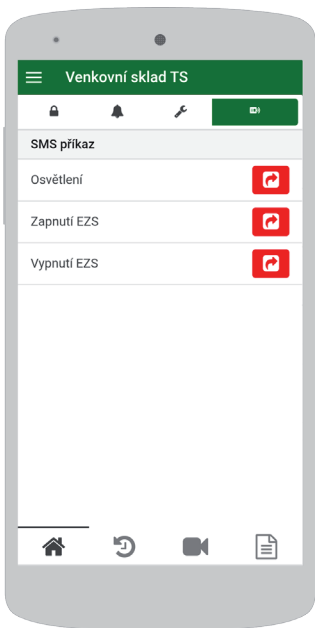 Venkovní sklad TS
SMS příkaz
Osvětlení
Zapnutí EZS
Vypnutí EZS